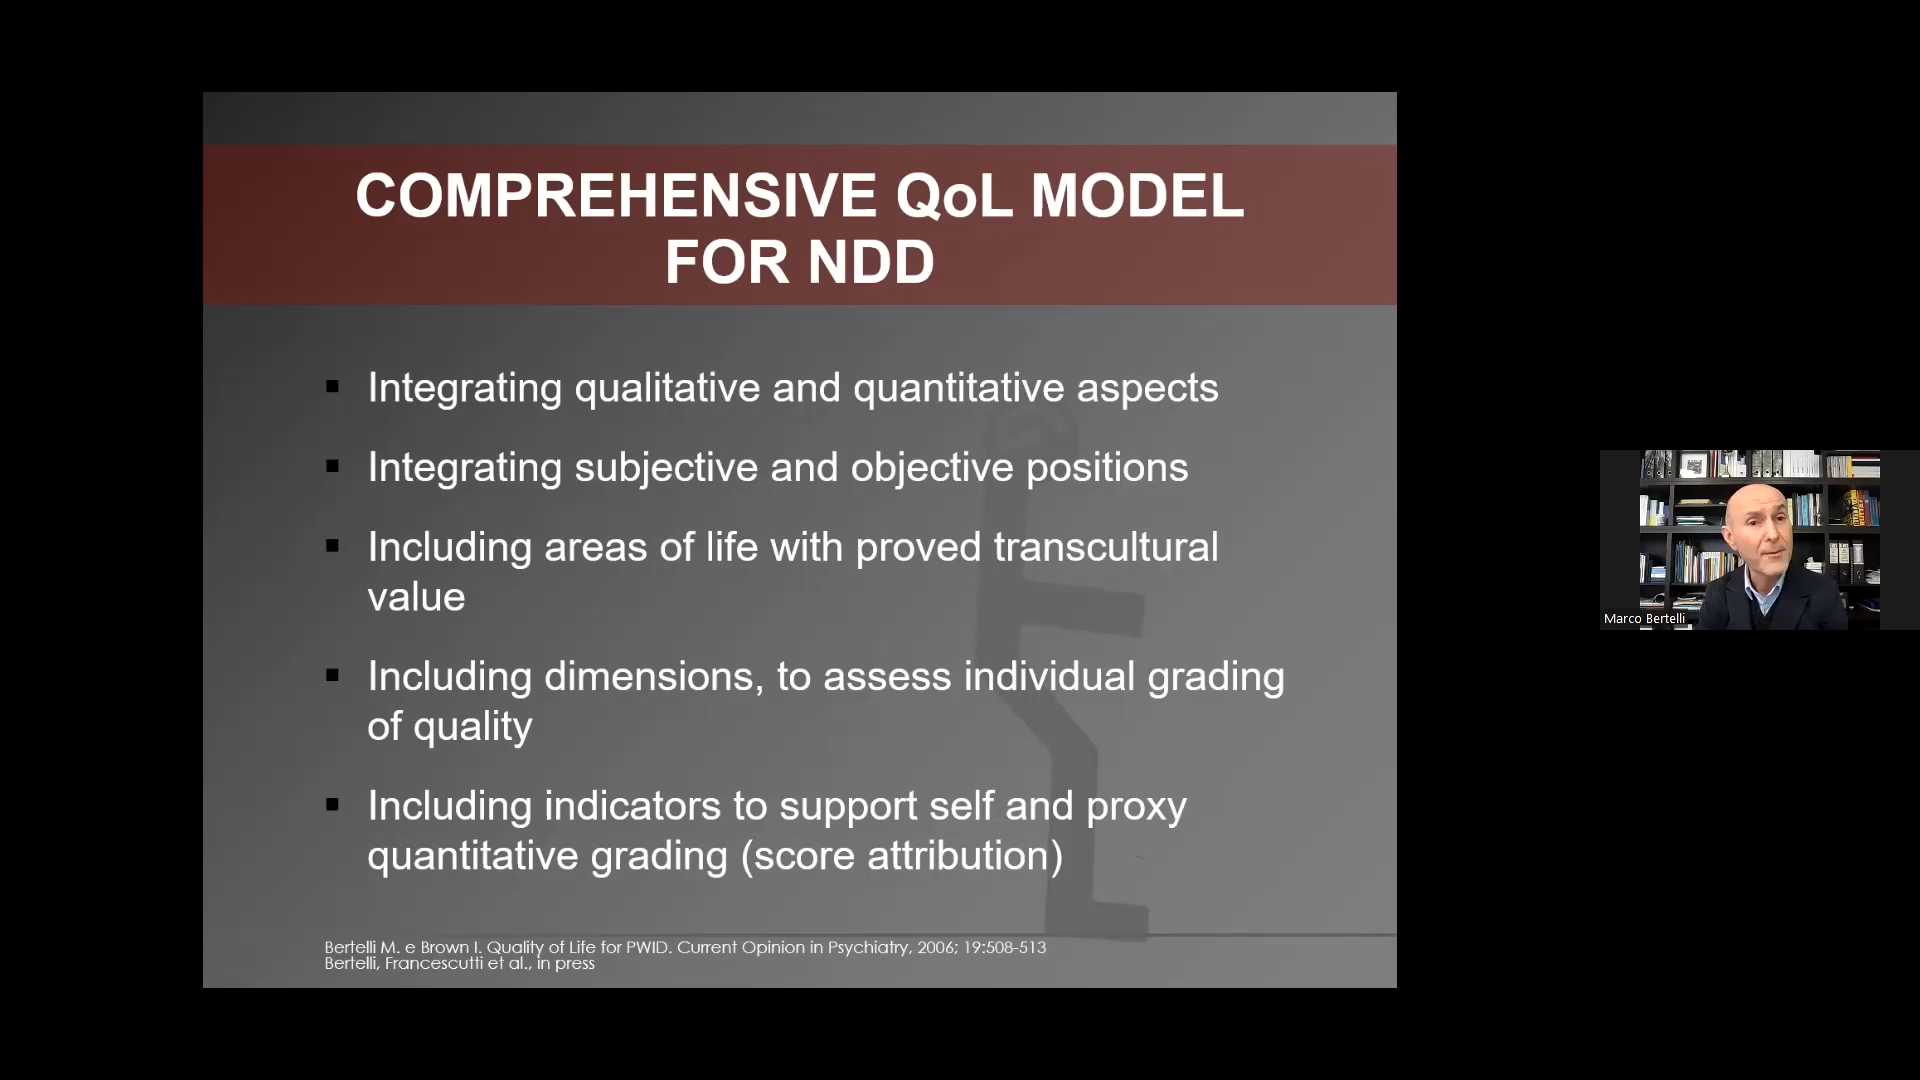 COMPREHENSIVE QoL MODEL
FOR NDD
▪ Integrating qualitative and quantitative aspects
▪ Integrating subjective and objective positions
▪ Including areas of life with proved transcultural
value
▪ Including dimensions, to assess individual grading
of quality
▪ Including indicators to support self and proxy
quantitative grading (score attribution)
Bertelli M. e Brown I. Quality of Life for PWID. Current Opinion in Psychiatry, 2006; 19:508-513
Bertelli, Francescutti et al., in press
Marco Bertelli